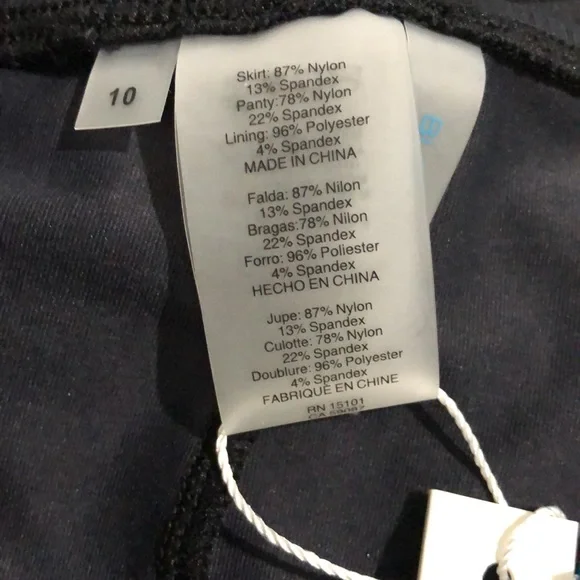 10
Skirt: 87% Nylon
13% Spandex
Panty:78% Nylon
22% Spandex
Lining: 96% Polyester
4% Spandex
MADE IN CHINA
Falda: 87% Nilon
13% Spandex
Bragas:78% Nilon
22% Spandex
Forro: 96% Poliester
4% Spandex
HECHO EN CHINA
Jupe: 87% Nylon
13% Spandex
Culotte: 78% Nylon
22% Spandex
Doublure: 96% Polyester
4% Spandex
FABRIQUÉ EN CHINE
RN 15101
CA